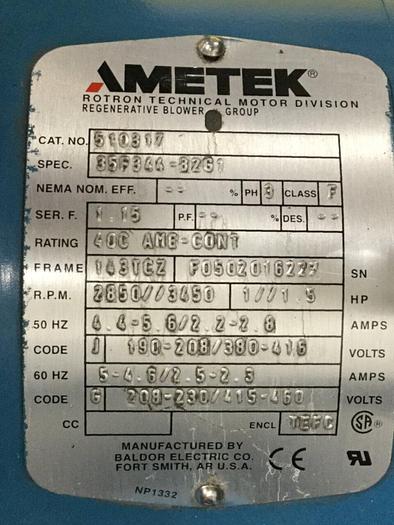 AMETEK®
ROTRON TECHNICAL MOTOR DIVISION
REGENERATIVE BLOWER GROUP
CAT. NO. 510317
SPEC. 35F344-32G1
NEMA NOM. EFF. -- % PH 3 CLASS F
SER. F. 1.15 P.F. -- % DES. --
RATING 40C AMB-CONT
FRAME 143TCZ F0502016277 SN
R.P.M. 2850//3450 1//1.5 HP
50 HZ 4.4-5.6/2.2-2.8 AMPS
CODE J 190-208/380-416 VOLTS
60 HZ 5-4.6/2.5-2.3 AMPS
CODE G 208-230/415-460 VOLTS
CC ENCL TEFC SA
MANUFACTURED BY
BALDOR ELECTRIC CO. CE
FORT SMITH, AR U.S.A.
NP1332